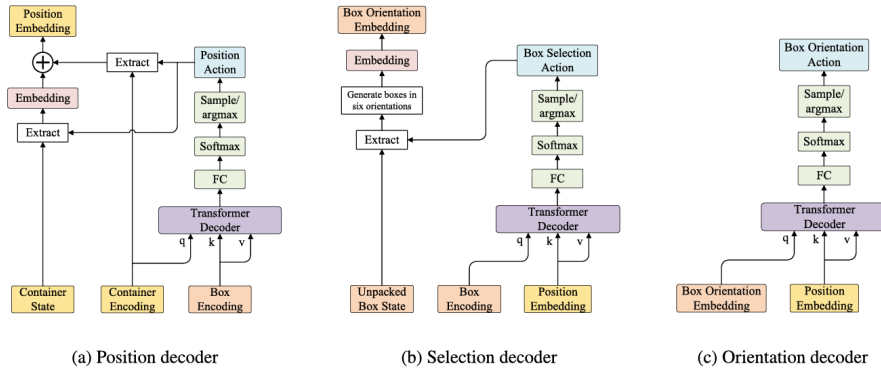 Position
Embedding
Extract
Position
Action
Embedding
Extract
Sample/
argmax
Softmax
FC
Transformer
Decoder
q
k
v
Container
State
Container
Encoding
Box
Encoding
(a) Position decoder
Box Orientation
Embedding
Embedding
Generate boxes in
six orientations
Extract
Box Selection
Action
Sample/
argmax
Softmax
FC
Transformer
Decoder
q
k
v
Unpacked
Box State
Box
Encoding
Position
Embedding
(b) Selection decoder
Box Orientation
Action
Sample/
argmax
Softmax
FC
Transformer
Decoder
q
k
v
Box Orientation
Embedding
Position
Embedding
(c) Orientation decoder